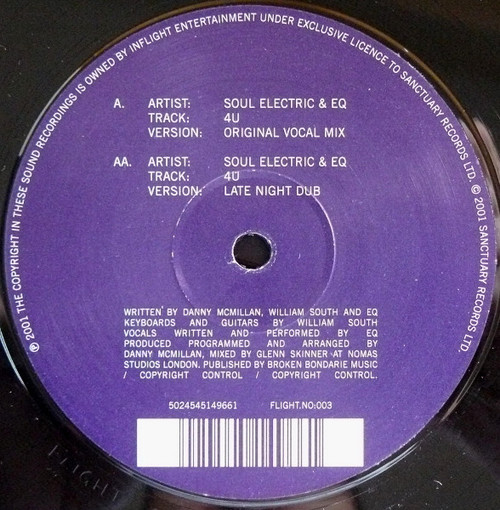 ℗2001 THE COPYRIGHT IN THESE SOUND RECORDINGS IS OWNED BY INFLIGHT ENTERTAINMENT UNDER EXCLUSIVE LICENCE TO SANCTUARY RECORDS LTD. © 2001 SANCTUARY RECORDS LTD.
A. ARTIST: SOUL ELECTRIC & EQ
TRACK: 4U
VERSION: ORIGINAL VOCAL MIX
AA. ARTIST: SOUL ELECTRIC & EQ
TRACK: 4U
VERSION: LATE NIGHT DUB
WRITTEN BY DANNY MCMILLAN, WILLIAM SOUTH AND EQ
KEYBOARDS AND GUITARS BY WILLIAM SOUTH
VOCALS WRITTEN AND PERFORMED BY EQ
PRODUCED PROGRAMMED AND ARRANGED BY
DANNY MCMILLAN, MIXED BY GLENN SKINNER AT NOMAS
STUDIOS LONDON. PUBLISHED BY BROKEN BONDARIE MUSIC
/ COPYRIGHT CONTROL / COPYRIGHT CONTROL.
5024545149661 FLIGHT.NO:003
FLIGHT